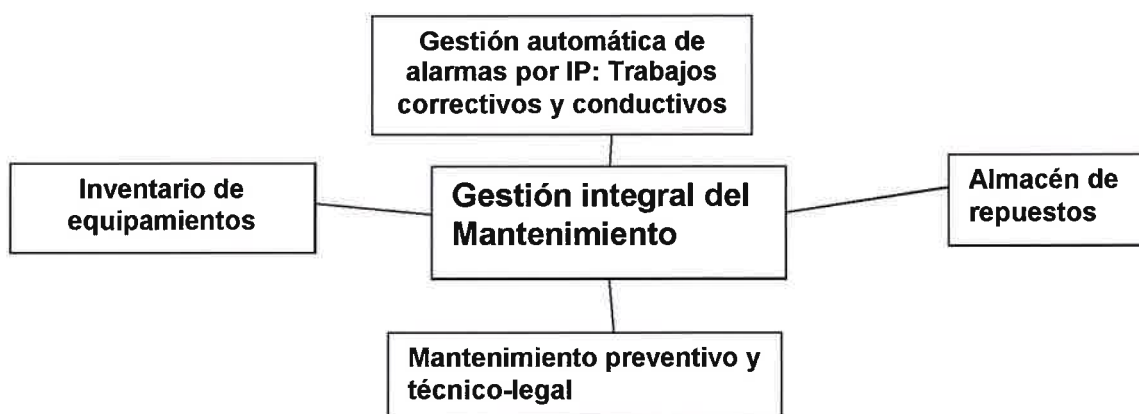 Gestión automática de
alarmas por IP: Trabajos
correctivos y conductivos
Inventario de
equipamientos
Gestión integral del
Mantenimiento
Almacén de
repuestos
Mantenimiento preventivo y
técnico-legal